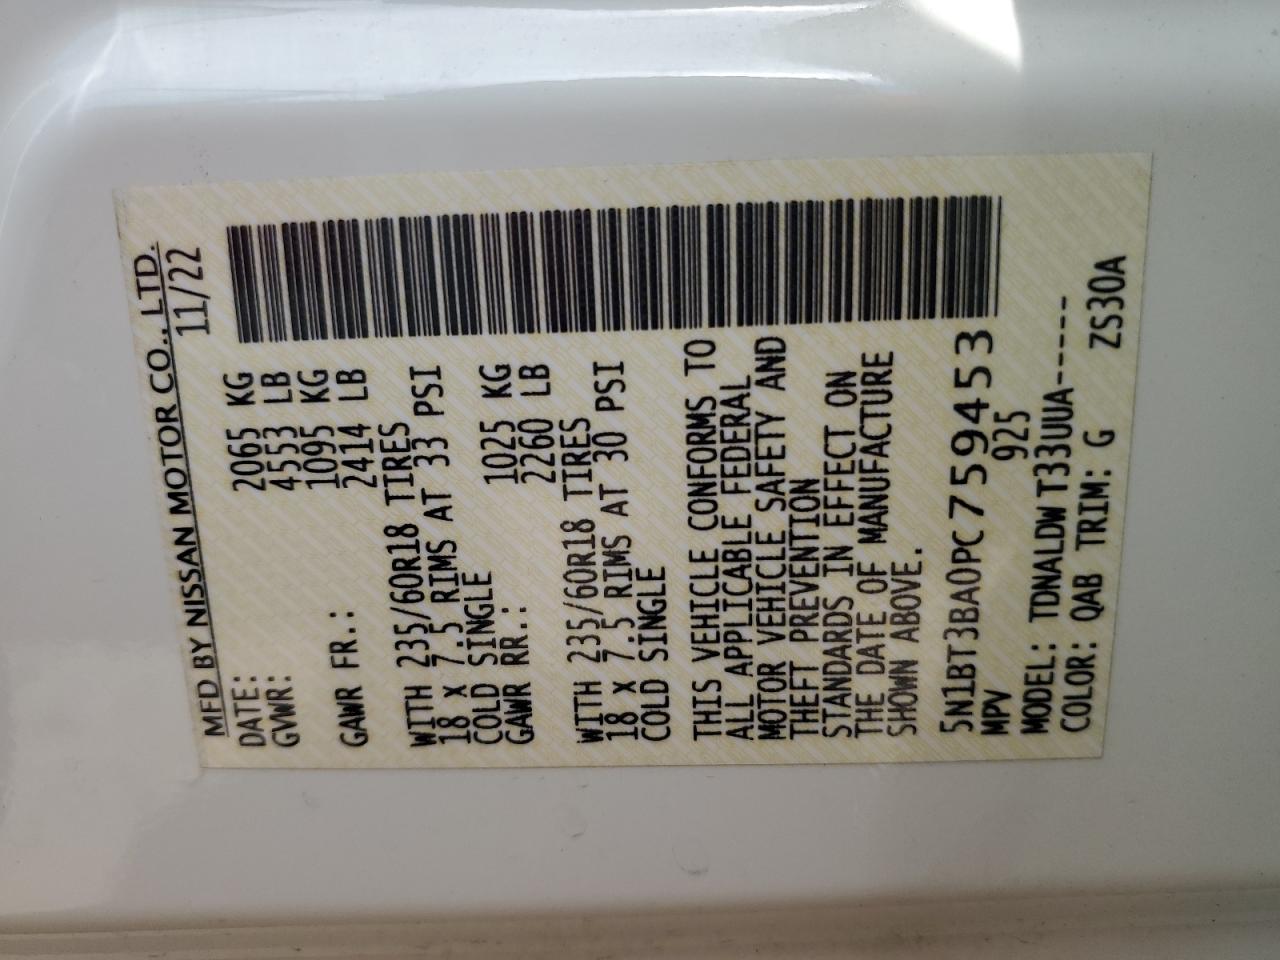 MFD BY NISSAN MOTOR CO., LTD.
DATE: 11/22
GVWR: 2065 KG
4553 LB
GAWR FR.: 1095 KG
2414 LB
WITH 235/60R18 TIRES
18 X 7.5 RIMS AT 33 PSI
COLD SINGLE
GAWR RR.: 1025 KG
2260 LB
WITH 235/60R18 TIRES
18 X 7.5 RIMS AT 30 PSI
COLD SINGLE
THIS VEHICLE CONFORMS TO
ALL APPLICABLE FEDERAL
MOTOR VEHICLE SAFETY AND
THEFT PREVENTION
STANDARDS IN EFFECT ON
THE DATE OF MANUFACTURE
SHOWN ABOVE.
5N1BT3BA0PC759453
MPV 925
MODEL: TDNALDW T33UUA------
COLOR: QAB TRIM: G ZS30A